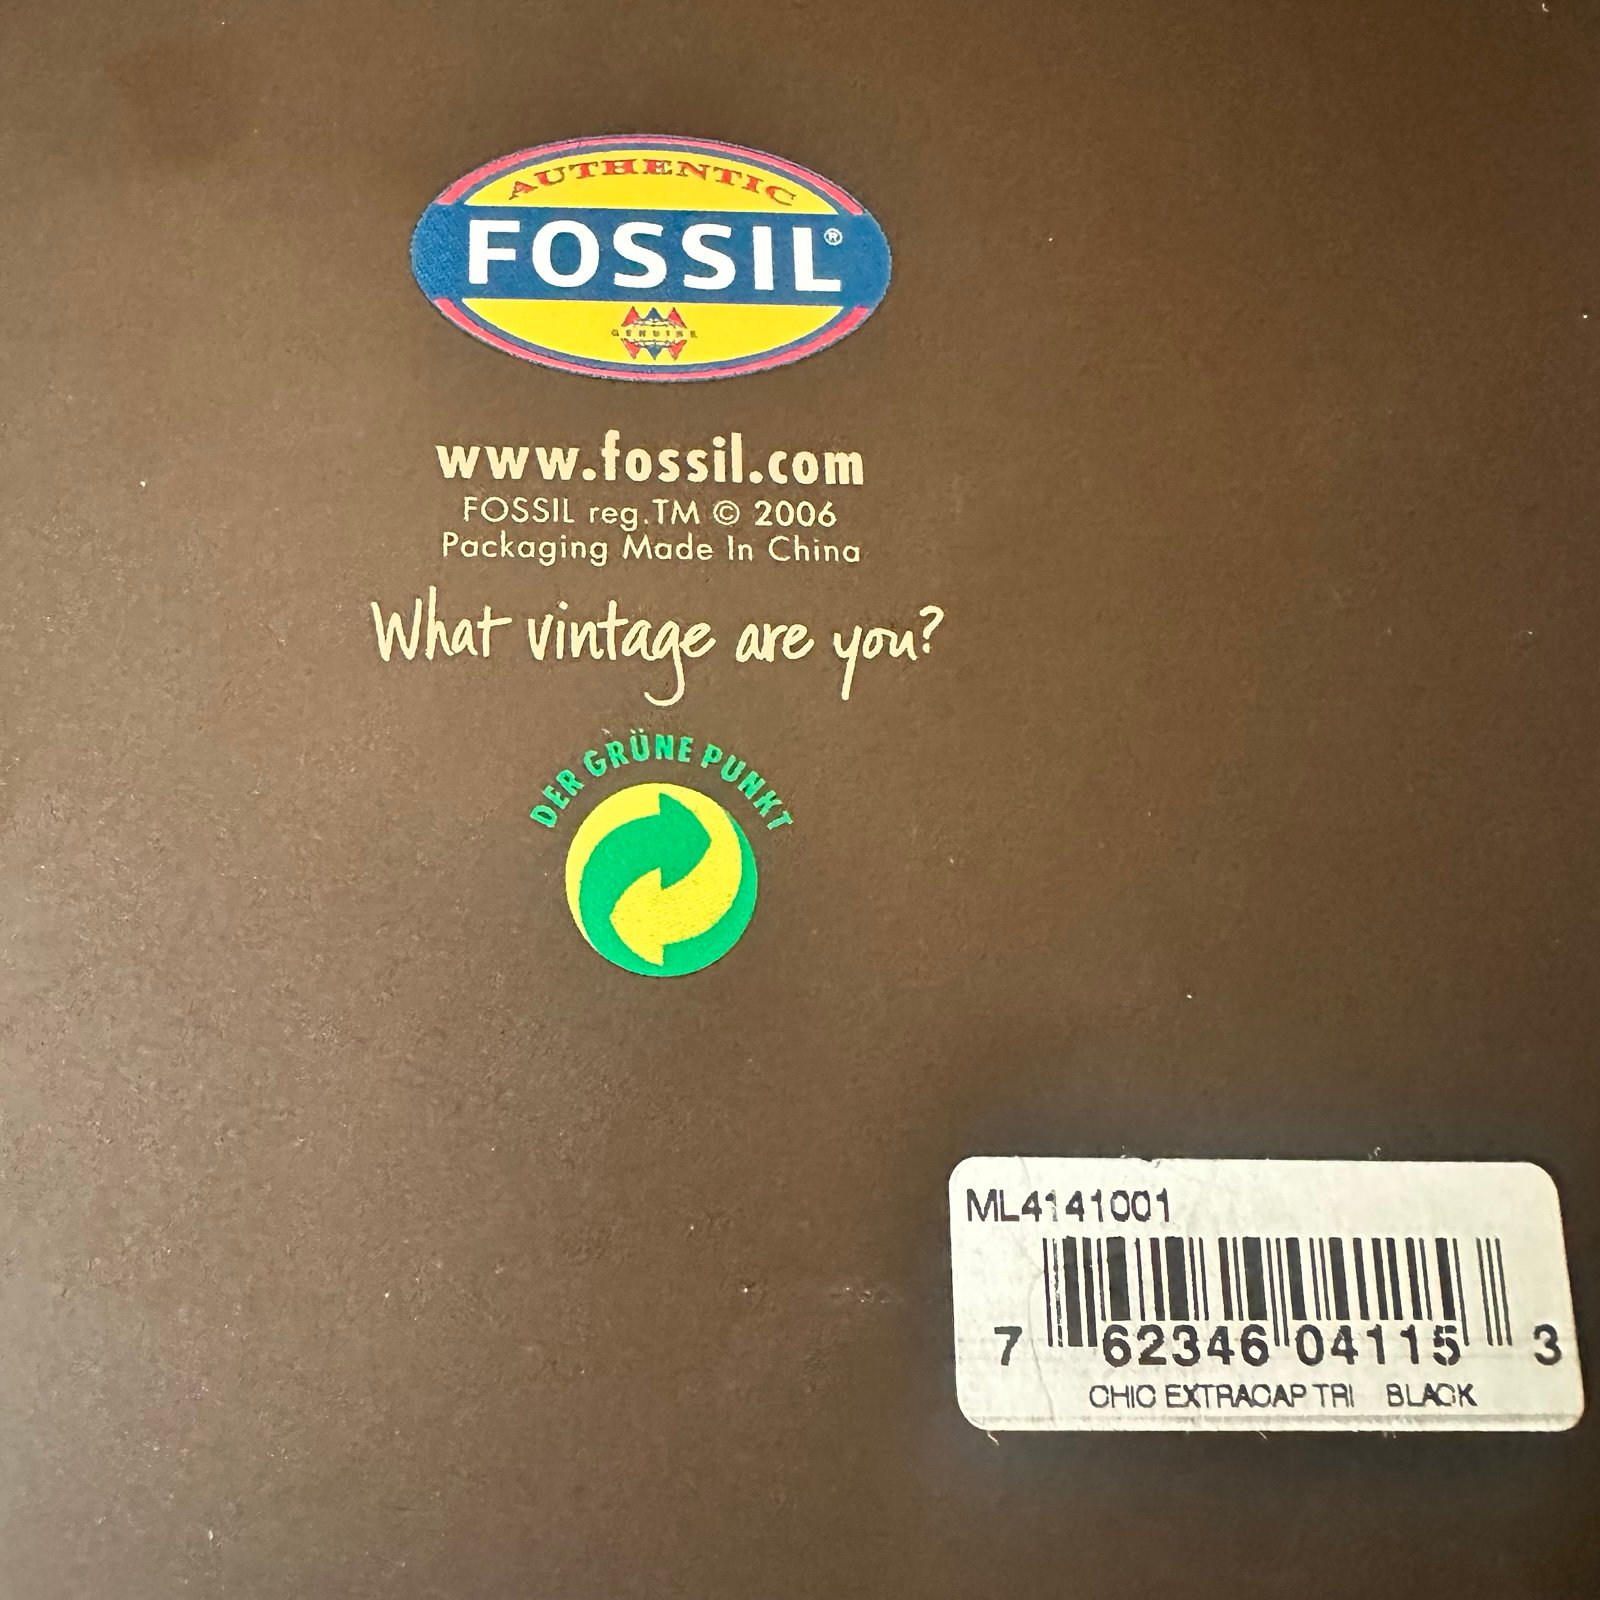 AUTHENTIC
FOSSIL®
GENUINE
www.fossil.com
FOSSIL reg.TM © 2006
Packaging Made In China
What vintage are you?
DER GRÜNE PUNKT
ML4141001
7 62346 04115 3
CHIC EXTRACAP TRI BLACK